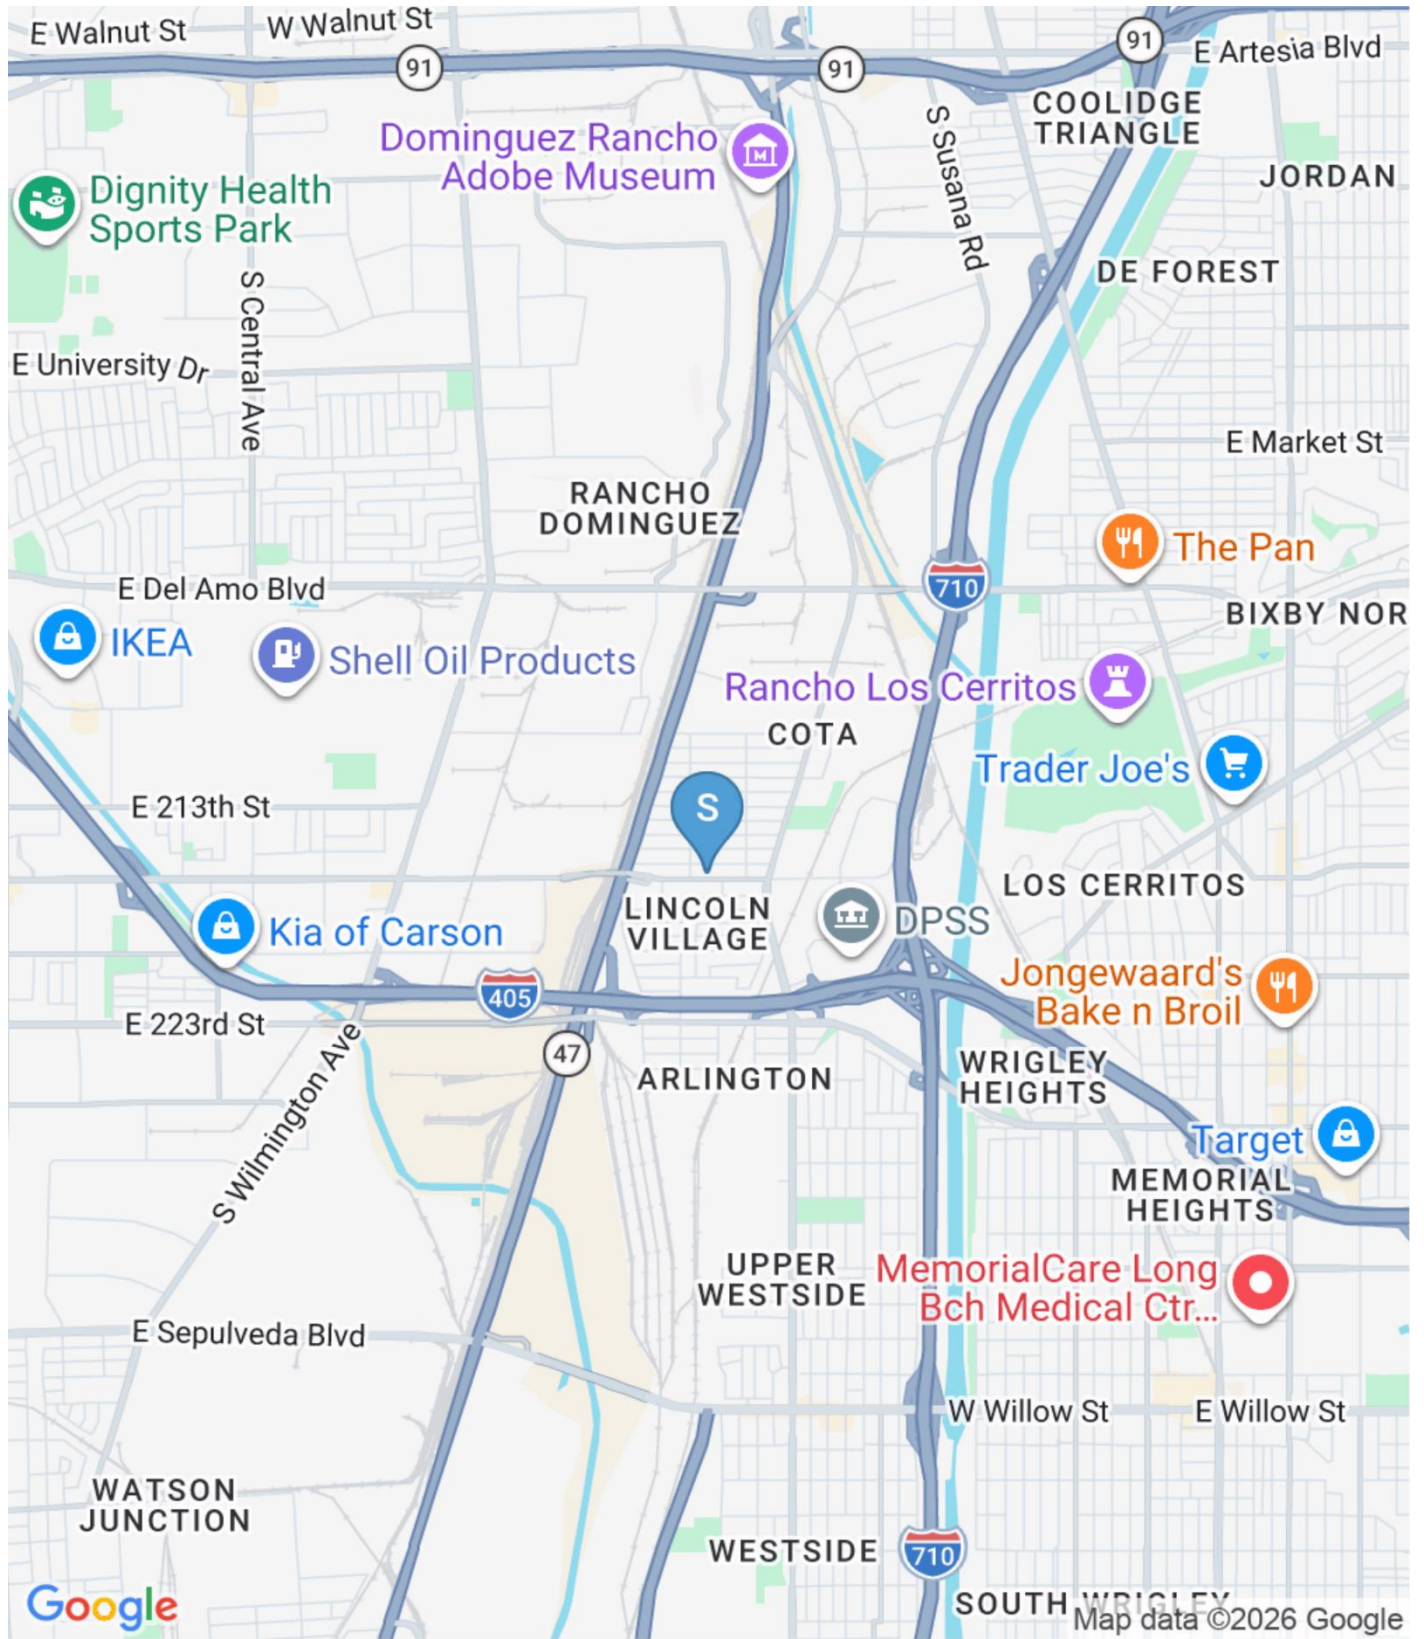 E Walnut St
W Walnut St
91
91
91
E Artesia Blvd
COOLIDGE
TRIANGLE
Dominguez Rancho
Adobe Museum
M
S Susana Rd
JORDAN
Dignity Health
Sports Park
DE FOREST
S Central Ave
E University Dr
E Market St
RANCHO
DOMINGUEZ
The Pan
E Del Amo Blvd
710
BIXBY NOR
IKEA
Shell Oil Products
Rancho Los Cerritos
COTA
Trader Joe's
E 213th St
S
LOS CERRITOS
LINCOLN
VILLAGE
DPSS
Kia of Carson
Jongewaard's
Bake n Broil
405
E 223rd St
47
WRIGLEY
HEIGHTS
ARLINGTON
S Wilmington Ave
Target
MEMORIAL
HEIGHTS
UPPER
WESTSIDE
MemorialCare Long
Bch Medical Ctr...
E Sepulveda Blvd
W Willow St
E Willow St
WATSON
JUNCTION
WESTSIDE
710
SOUTH WRIGLEY
Google
Map data ©2026 Google